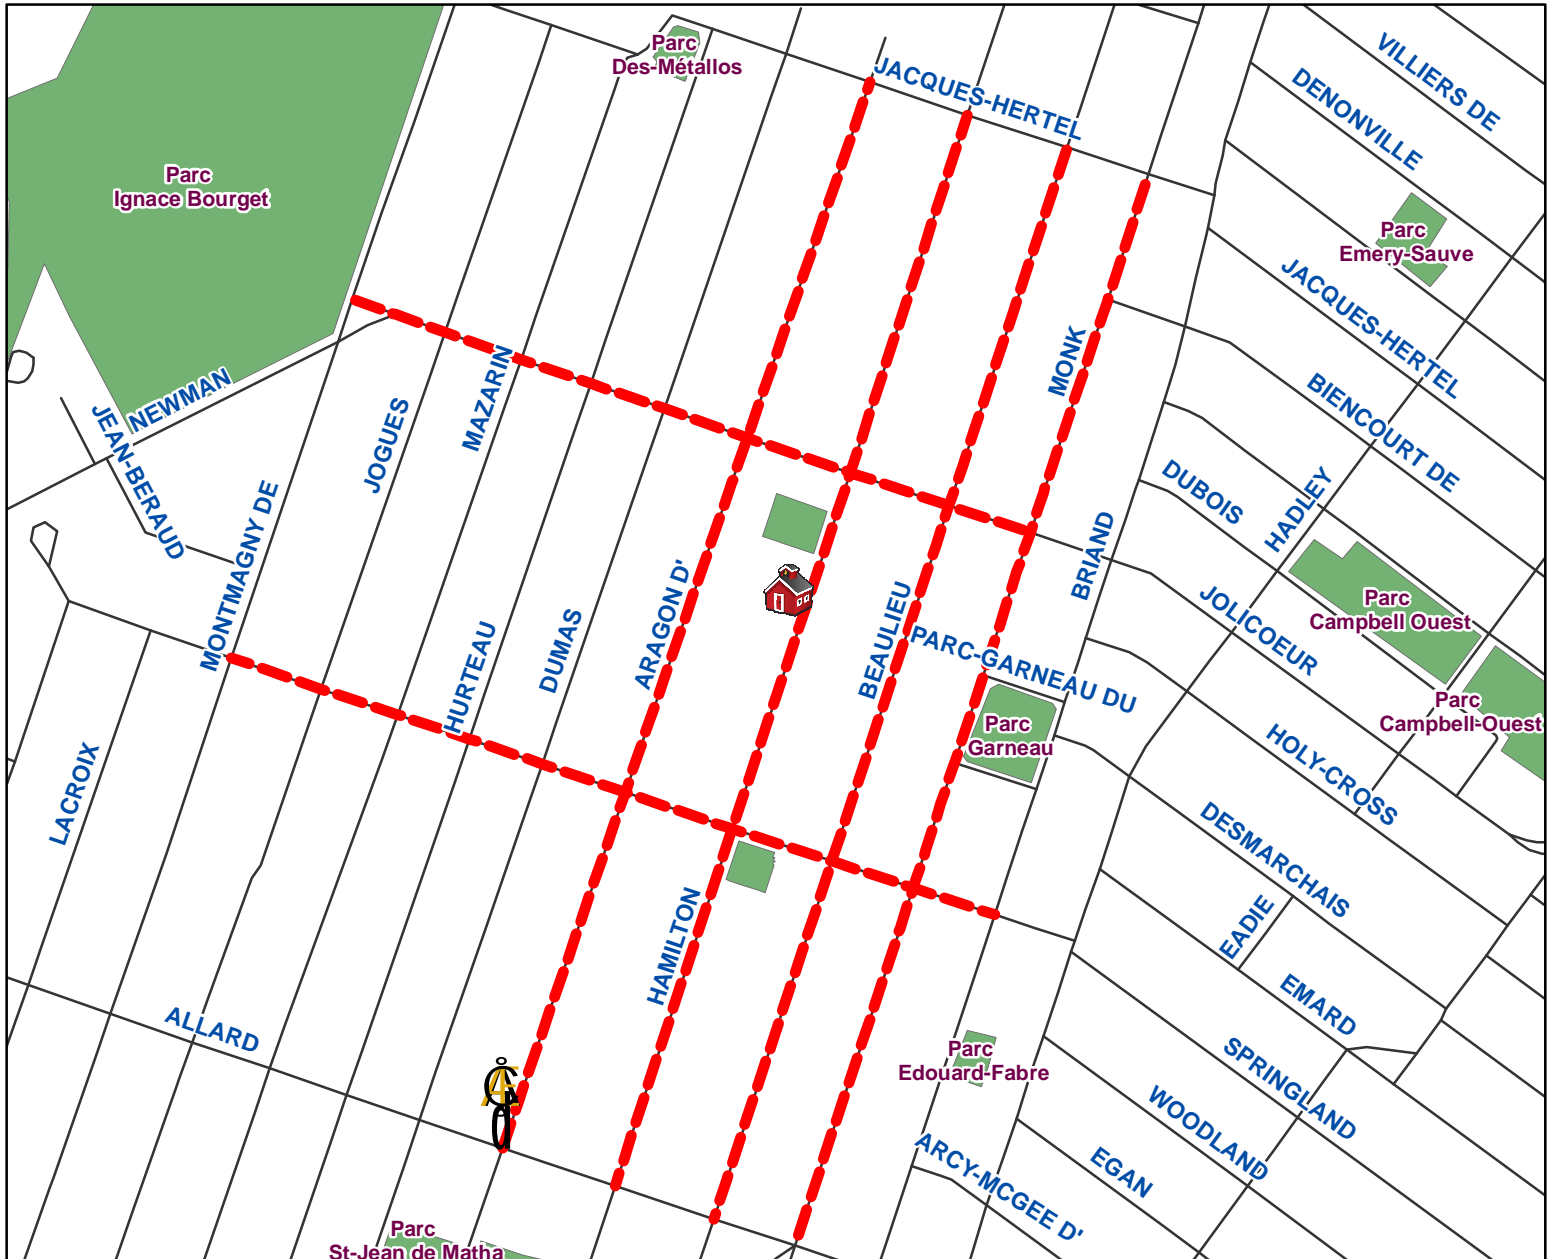 VILLIERS DE
Parc
Des-Métallos
DENONVILLE
JACQUES-HERTEL
Parc
Ignace Bourget
Parc
Emery-Sauve
JACQUES-HERTEL
MONK
BIENCOURT DE
MAZARIN
NEWMAN
JOGUES
JEAN-BERAUD
DUBOIS
HADLEY
MONTMAGNY DE
BRIAND
ARAGON D'
BEAULIEU
Parc
Campbell Ouest
JOLICOEUR
DUMAS
HURTEAU
PARC-GARNEAU DU
Parc
Campbell-Ouest
Parc
Garneau
HOLY-CROSS
LACROIX
DESMARCHAIS
HAMILTON
EADIE
EMARD
ALLARD
Parc
Edouard-Fabre
SPRINGLAND
WOODLAND
EGAN
ARCY-MCGEE D'
Parc
St-Jean de Matha